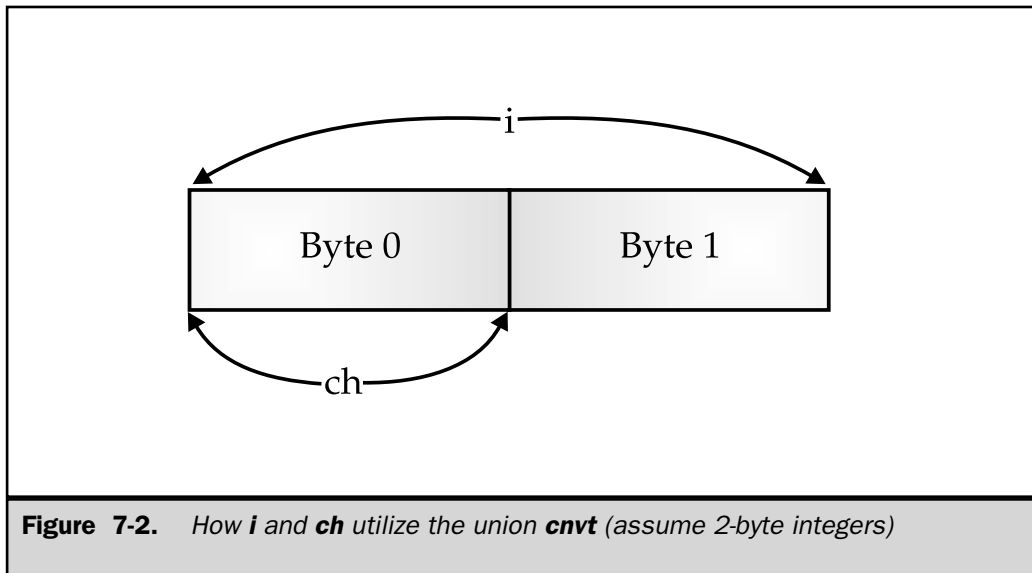 i
Byte 0 Byte 1
ch
Figure 7-2. How i and ch utilize the union cnvt (assume 2-byte integers)